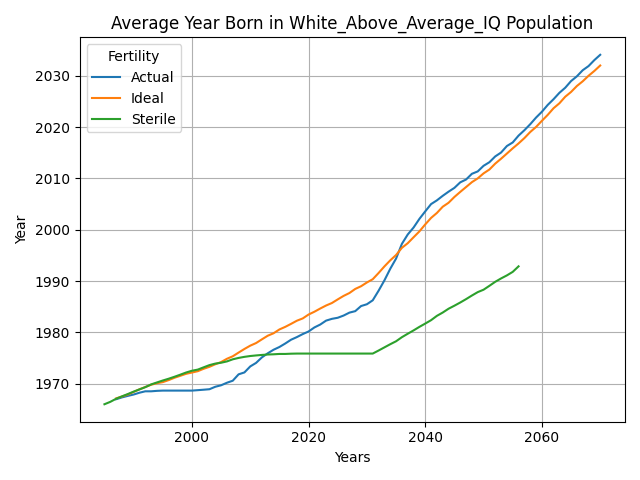 Average Year Born in White_Above_Average_IQ Population
Fertility
Actual
Ideal
Sterile
2030
2020
2010
2000
1990
1980
1970
Year
2000
2020
2040
2060
Years